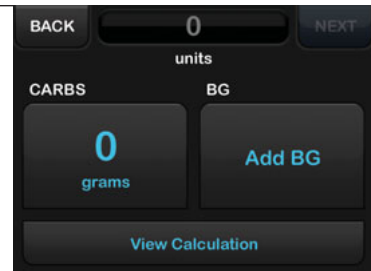 BACK 0 NEXT
units
CARBS BG
0 Add BG
grams
View Calculation